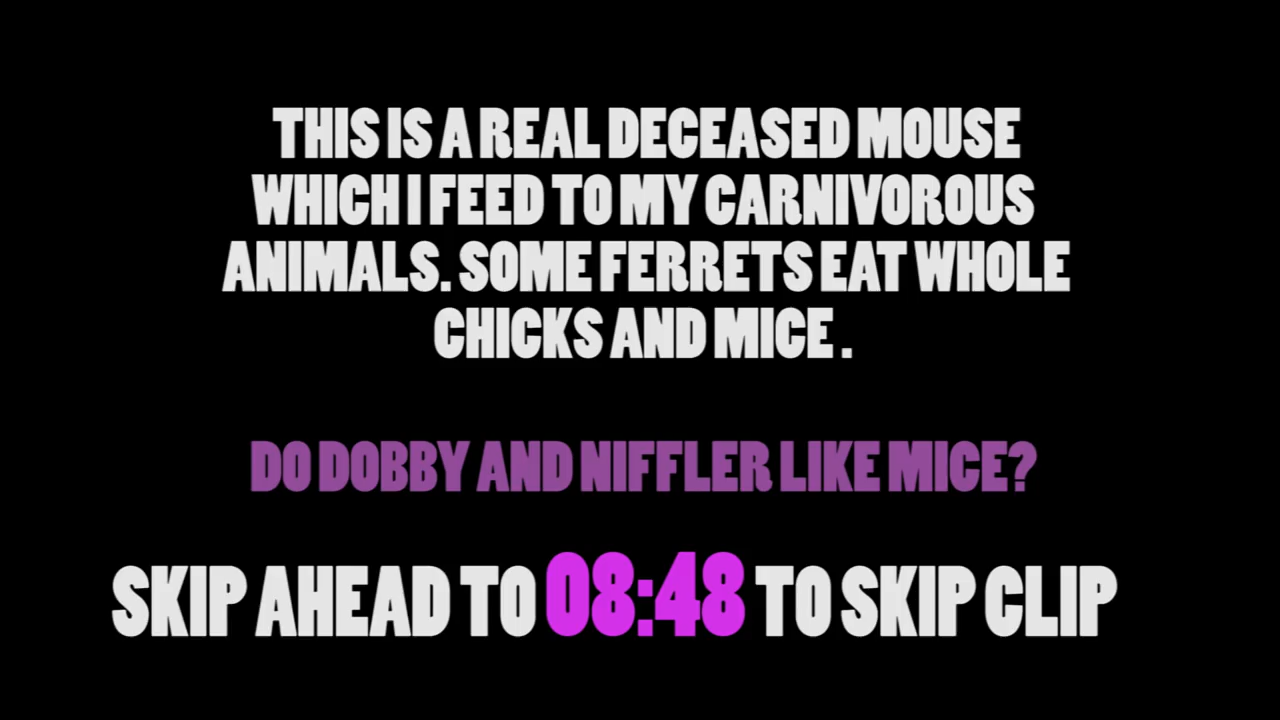 THIS IS A REAL DECEASED MOUSE
WHICH I FEED TO MY CARNIVOROUS
ANIMALS. SOME FERRETS EAT WHOLE
CHICKS AND MICE .
DO DOBBY AND NIFFLER LIKE MICE?
SKIP AHEAD TO 08:48 TO SKIP CLIP